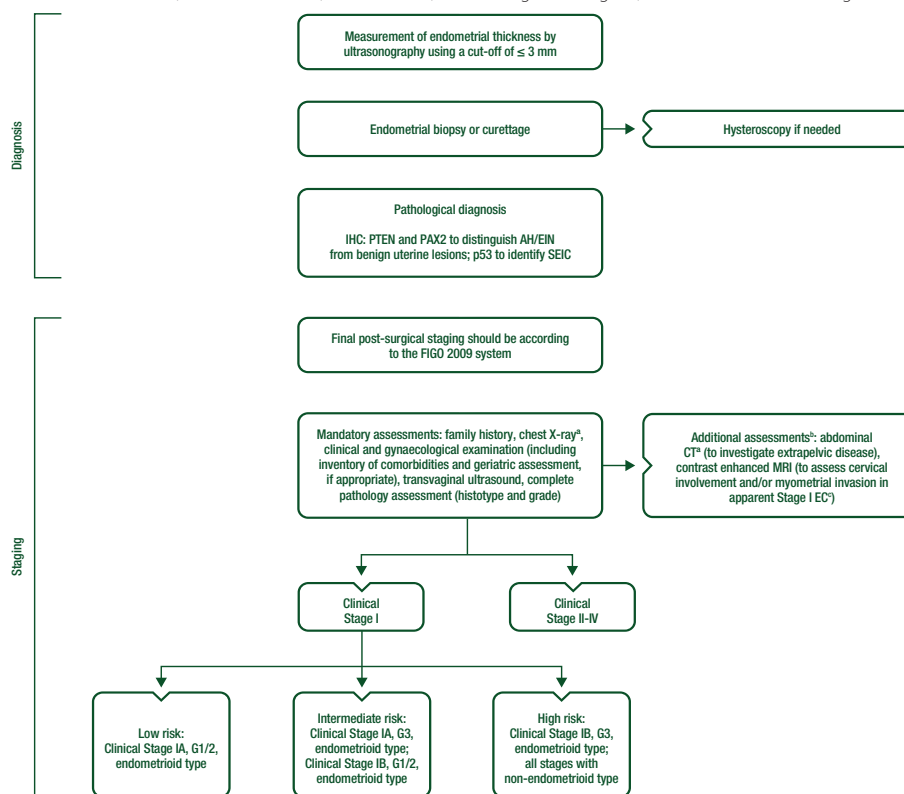 Diagnosis
Measurement of endometrial thickness by
ultrasonography using a cut-off of ≤ 3 mm
Endometrial biopsy or curettage
Hysteroscopy if needed
Pathological diagnosis
IHC: PTEN and PAX2 to distinguish AH/EIN
from benign uterine lesions; p53 to identify SEIC
Staging
Final post-surgical staging should be according
to the FIGO 2009 system
Mandatory assessments: family history, chest X-rayᵃ,
clinical and gynaecological examination (including
inventory of comorbidities and geriatric assessment,
if appropriate), transvaginal ultrasound, complete
pathology assessment (histotype and grade)
Additional assessmentsᵇ: abdominal
CTᵃ (to investigate extrapelvic disease),
contrast enhanced MRI (to assess cervical
involvement and/or myometrial invasion in
apparent Stage I ECᶜ)
Clinical
Stage I
Clinical
Stage II-IV
Low risk:
Clinical Stage IA, G1/2,
endometrioid type
Intermediate risk:
Clinical Stage IA, G3,
endometrioid type;
Clinical Stage IB, G1/2,
endometrioid type
High risk:
Clinical Stage IB, G3,
endometrioid type;
all stages with
non-endometrioid type